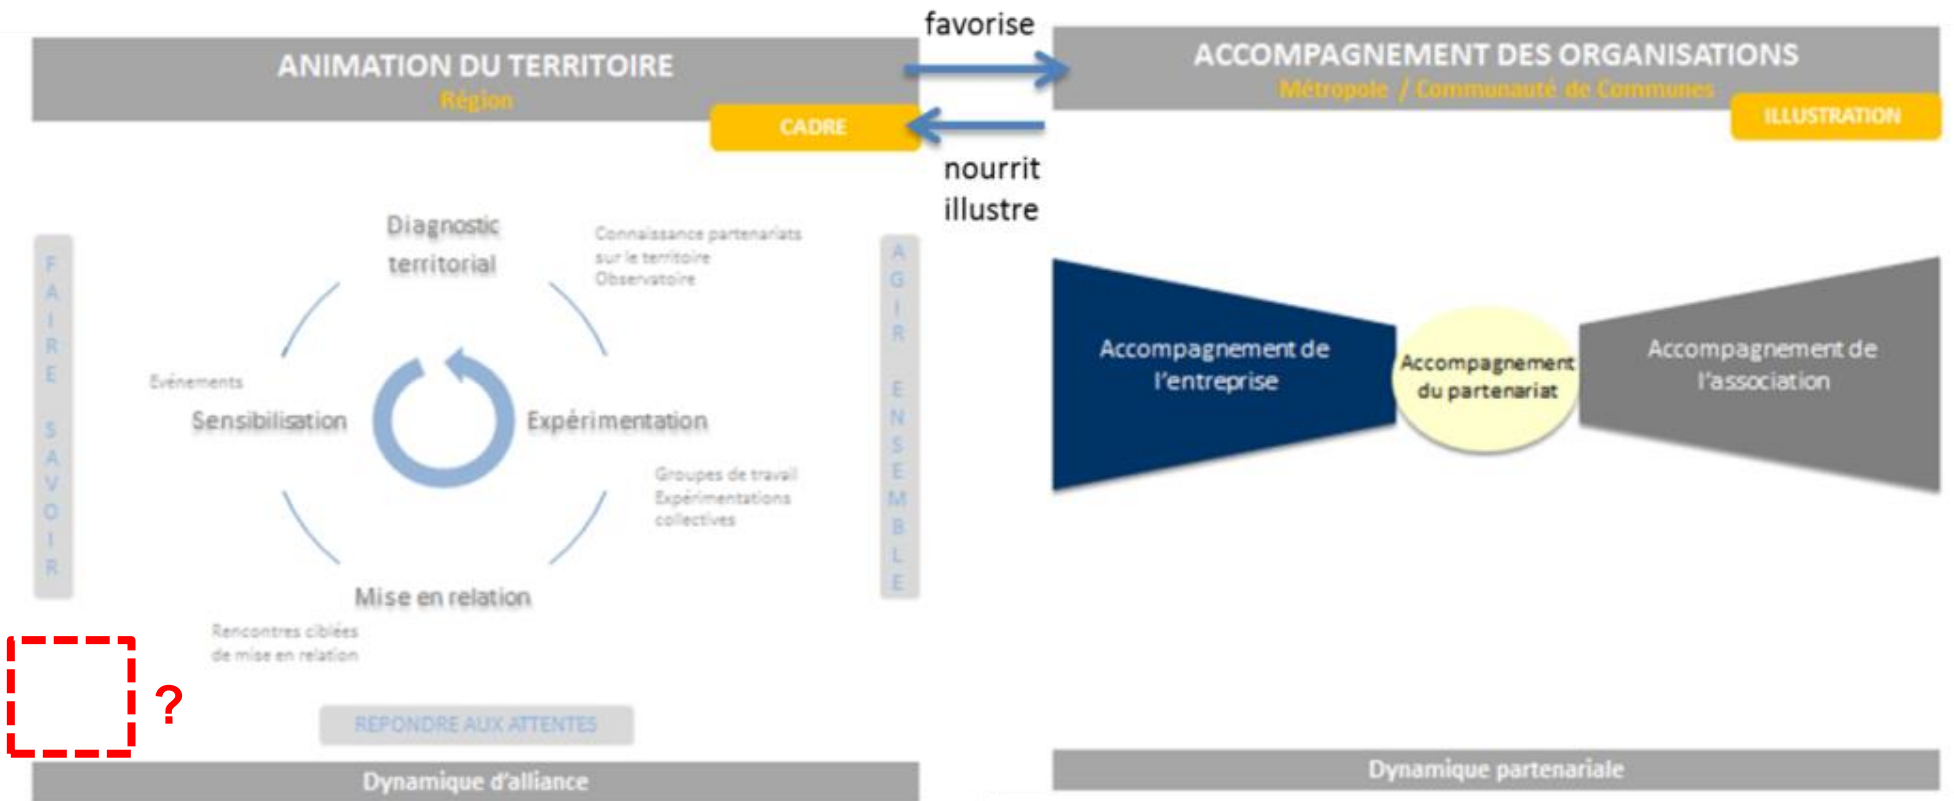 favorise
ANIMATION DU TERRITOIRE
Région
CADRE
ACCOMPAGNEMENT DES ORGANISATIONS
Métropole / Communauté de Communes
ILLUSTRATION
nourrit
illustre
Diagnostic
territorial
Connaissance partenariats
sur le territoire
Observatoire
FAIRE SAVOIR
AGIR ENSEMBLE
Evénements
Sensibilisation
Expérimentation
Groupes de travail
Expérimentations
collectives
Mise en relation
Rencontres ciblées
de mise en relation
?
REPONDRE AUX ATTENTES
Dynamique d'alliance
Accompagnement de
l'entreprise
Accompagnement
du partenariat
Accompagnement de
l'association
Dynamique partenariale